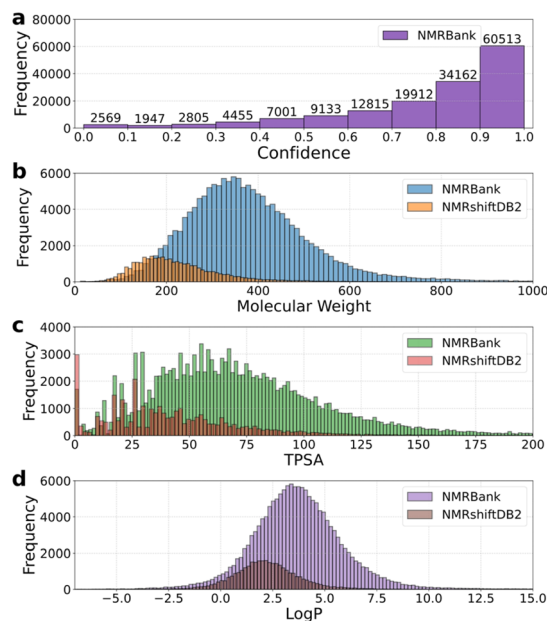 a
Frequency
80000
60000
40000
20000
0
NMRBank
2569 1947 2805 4455 7001 9133 12815 19912 34162 60513
0.0 0.1 0.2 0.3 0.4 0.5 0.6 0.7 0.8 0.9 1.0
Confidence
b
Frequency
6000
4000
2000
0
NMRBank
NMRshiftDB2
0 200 400 600 800 1000
Molecular Weight
c
Frequency
4000
3000
2000
1000
0
NMRBank
NMRshiftDB2
0 25 50 75 100 125 150 175 200
TPSA
d
Frequency
6000
4000
2000
0
NMRBank
NMRshiftDB2
−5.0 −2.5 0.0 2.5 5.0 7.5 10.0 12.5 15.0
LogP